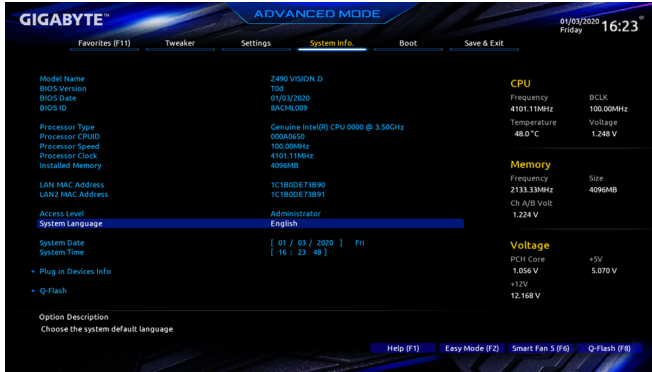 GIGABYTE™
ADVANCED MODE
01/03/2020 Friday 16:23
Favorites (F11) Tweaker Settings System Info. Boot Save & Exit
Model Name Z490 VISION D
BIOS Version T0d
BIOS Date 01/03/2020
BIOS ID BACML009
Processor Type Genuine Intel(R) CPU 0000 @ 3.50GHz
Processor CPUID 000A0650
Processor Speed 100.00MHz
Processor Clock 4101.11MHz
Installed Memory 4096MB
LAN MAC Address 1C1B0DE73B90
LAN2 MAC Address 1C1B0DE73B91
Access Level Administrator
System Language English
System Date [ 01 / 03 / 2020 ] Fri
System Time [ 16 : 23 : 48 ]
+ Plug in Devices Info
+ Q-Flash
CPU
Frequency BCLK
4101.11MHz 100.00MHz
Temperature Voltage
48.0 °C 1.248 V
Memory
Frequency Size
2133.33MHz 4096MB
Ch A/B Volt
1.224 V
Voltage
PCH Core +5V
1.056 V 5.070 V
+12V
12.168 V
Option Description
Choose the system default language
Help (F1) Easy Mode (F2) Smart Fan 5 (F6) Q-Flash (F8)